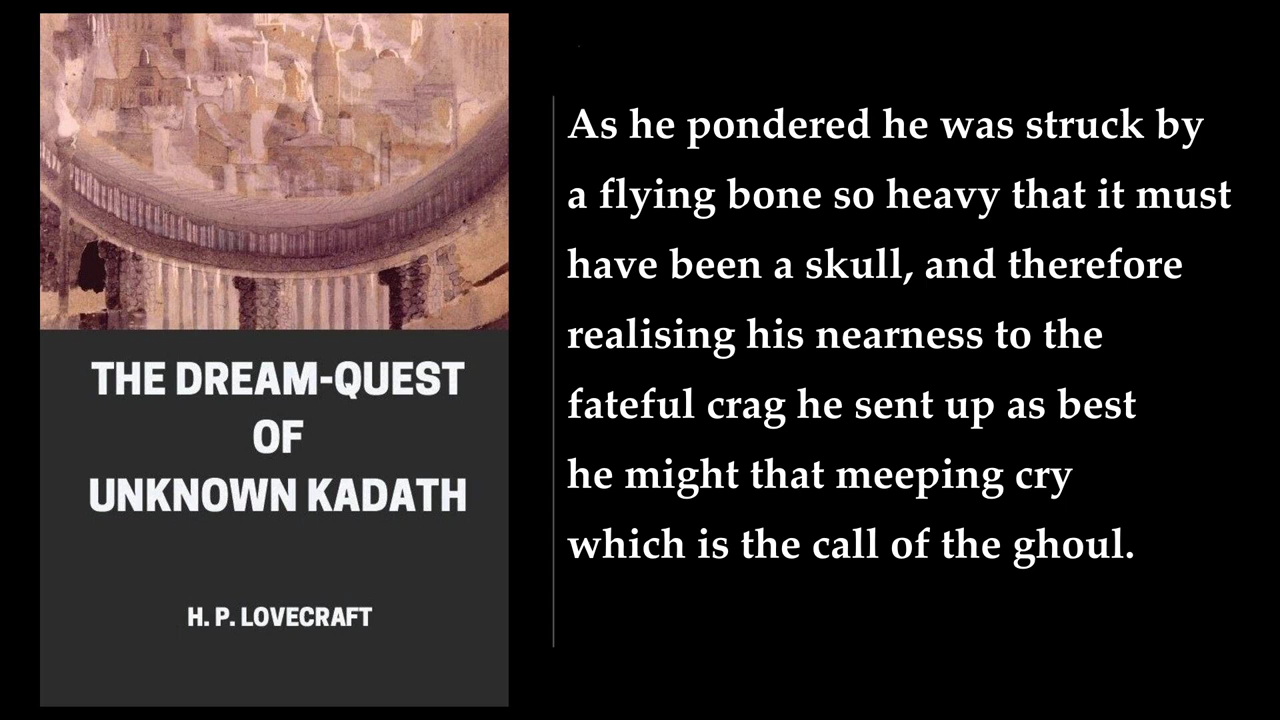 THE DREAM-QUEST
OF
UNKNOWN KADATH
H. P. LOVECRAFT
As he pondered he was struck by
a flying bone so heavy that it must
have been a skull, and therefore
realising his nearness to the
fateful crag he sent up as best
he might that meeping cry
which is the call of the ghoul.